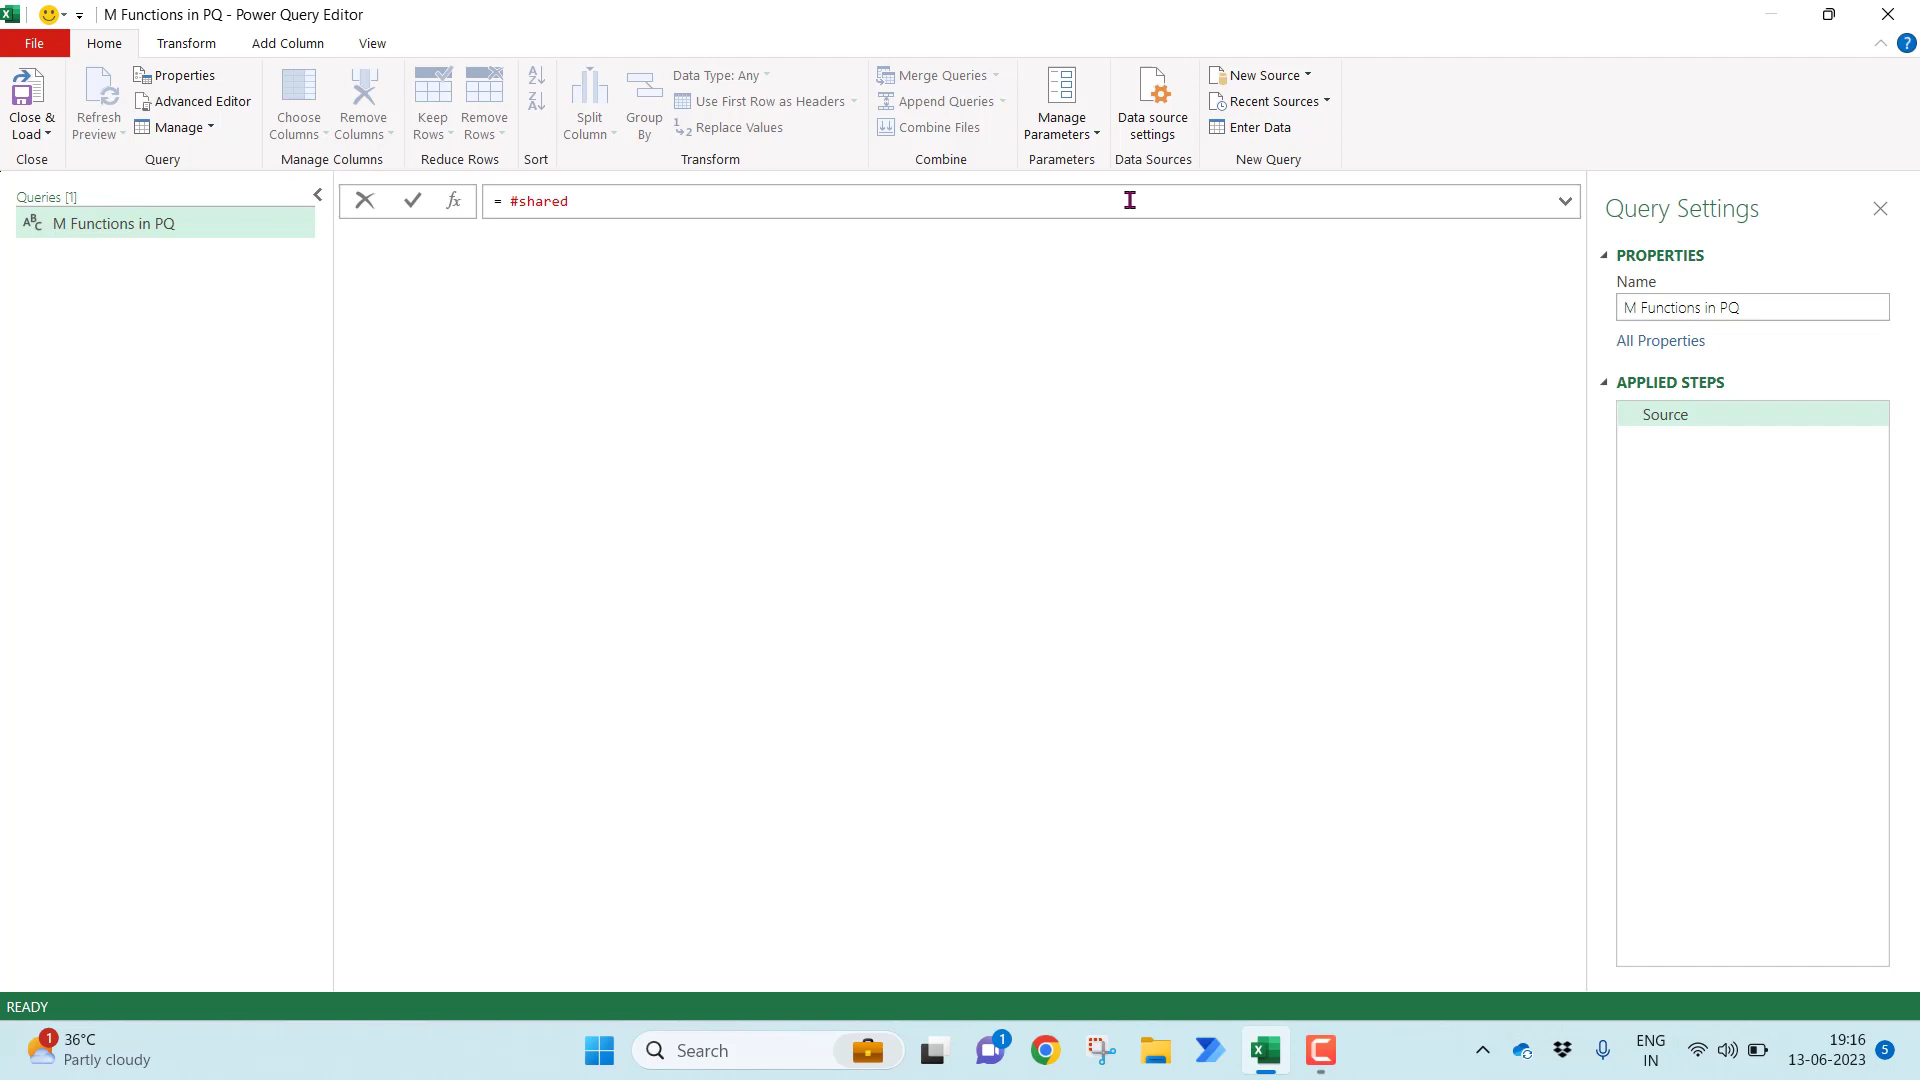 M Functions in PQ - Power Query Editor
File
Home
Transform
Add Column
View
?
Close &
Load
Close
Refresh
Preview
Properties
Advanced Editor
Manage
Query
Choose
Columns
Remove
Columns
Manage Columns
Keep
Rows
Remove
Rows
Reduce Rows
Sort
Split
Column
Group
By
Data Type: Any
Use First Row as Headers
Replace Values
Transform
Merge Queries
Append Queries
Combine Files
Combine
Manage
Parameters
Parameters
Data source
settings
Data Sources
New Source
Recent Sources
Enter Data
New Query
Queries [1]
ABC M Functions in PQ
fx
= #shared
Query Settings
PROPERTIES
Name
M Functions in PQ
All Properties
APPLIED STEPS
Source
READY
1
36°C
Partly cloudy
Search
1
ENG
IN
19:16
13-06-2023
5